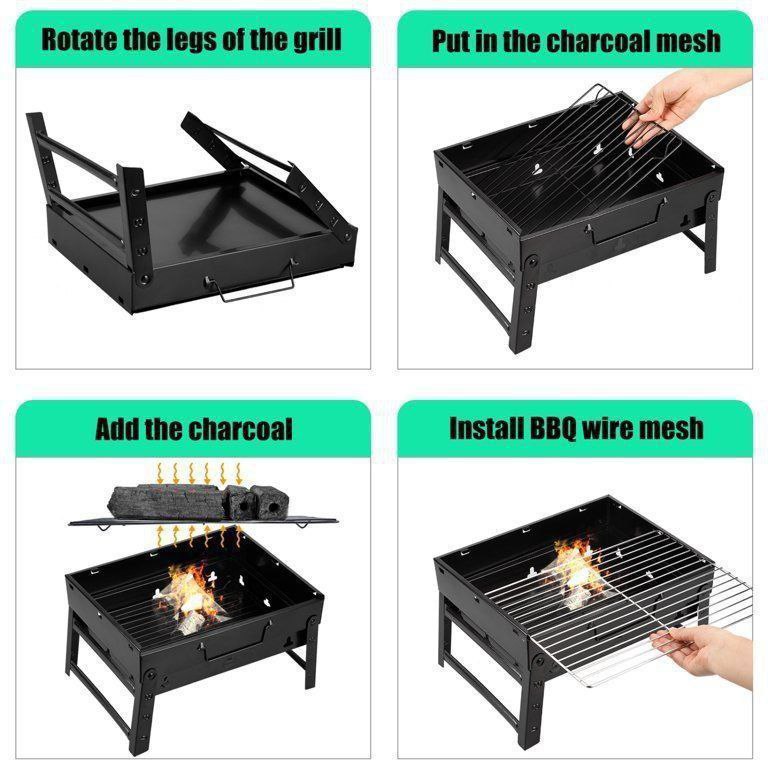 Rotate the legs of the grill
Put in the charcoal mesh
Add the charcoal
Install BBQ wire mesh